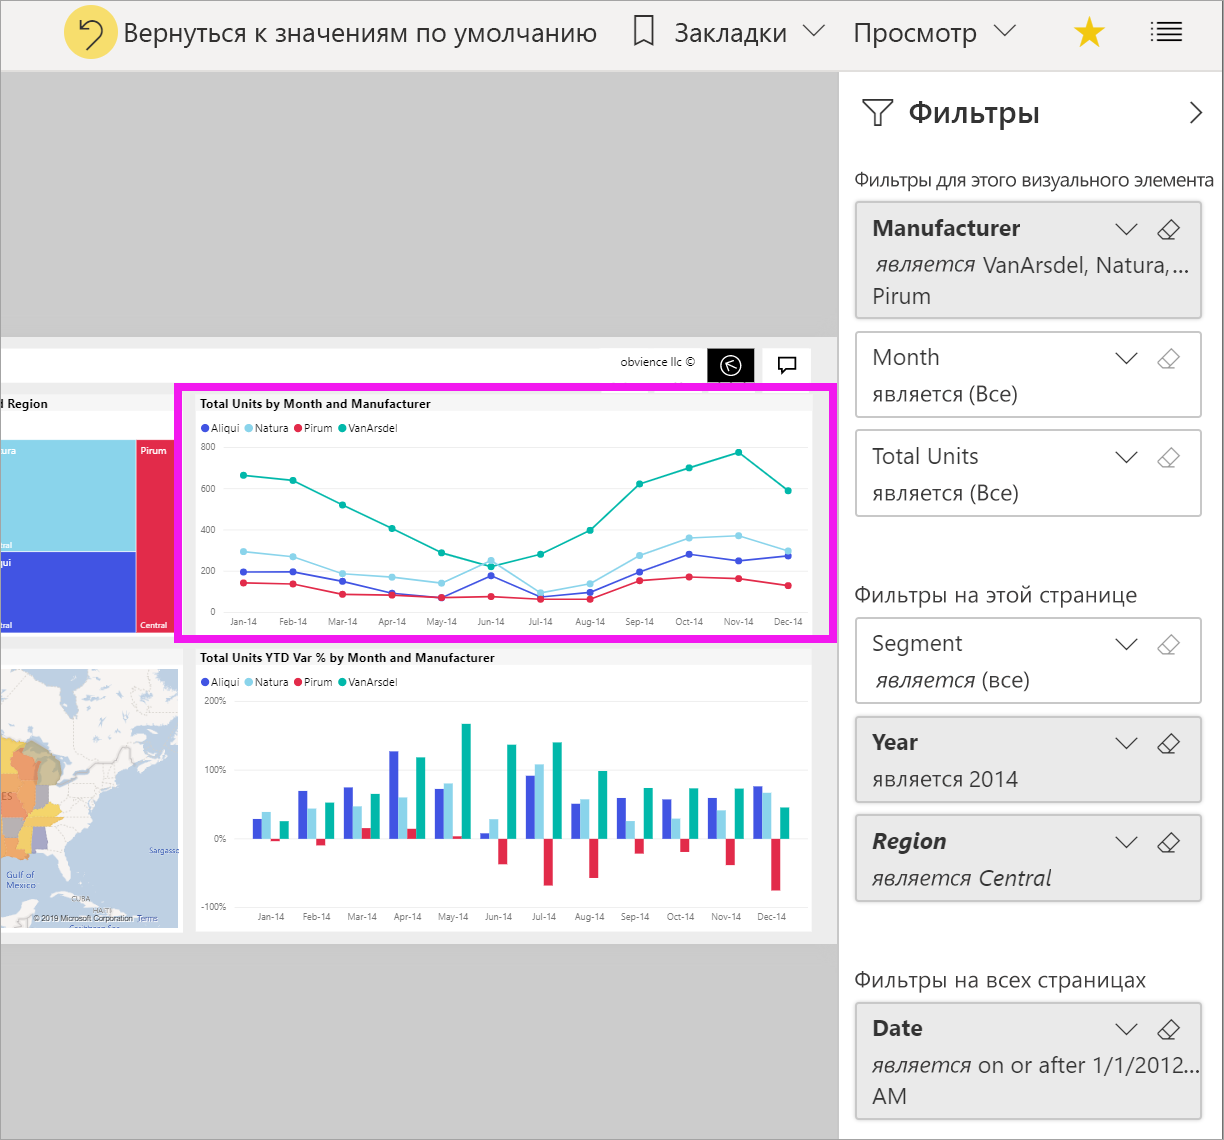 Вернуться к значениям по умолчанию
Закладки
Просмотр
Фильтры
Фильтры для этого визуального элемента
Manufacturer
является VanArsdel, Natura,...
Pirum
Month
является (Все)
Total Units
является (Все)
Фильтры на этой странице
Segment
является (все)
Year
является 2014
Region
является Central
Фильтры на всех страницах
Date
является on or after 1/1/2012...
AM
obvience llc ©
d Region
ura
Pirum
tral
qui
tral
Central
Total Units by Month and Manufacturer
Aliqui Natura Pirum VanArsdel
800
600
400
200
0
Jan-14 Feb-14 Mar-14 Apr-14 May-14 Jun-14 Jul-14 Aug-14 Sep-14 Oct-14 Nov-14 Dec-14
Total Units YTD Var % by Month and Manufacturer
Aliqui Natura Pirum VanArsdel
200%
100%
0%
-100%
Jan-14 Feb-14 Mar-14 Apr-14 May-14 Jun-14 Jul-14 Aug-14 Sep-14 Oct-14 Nov-14 Dec-14
ES
Sargasso
Gulf of
Mexico
CUBA
© 2019 Microsoft Corporation Terms